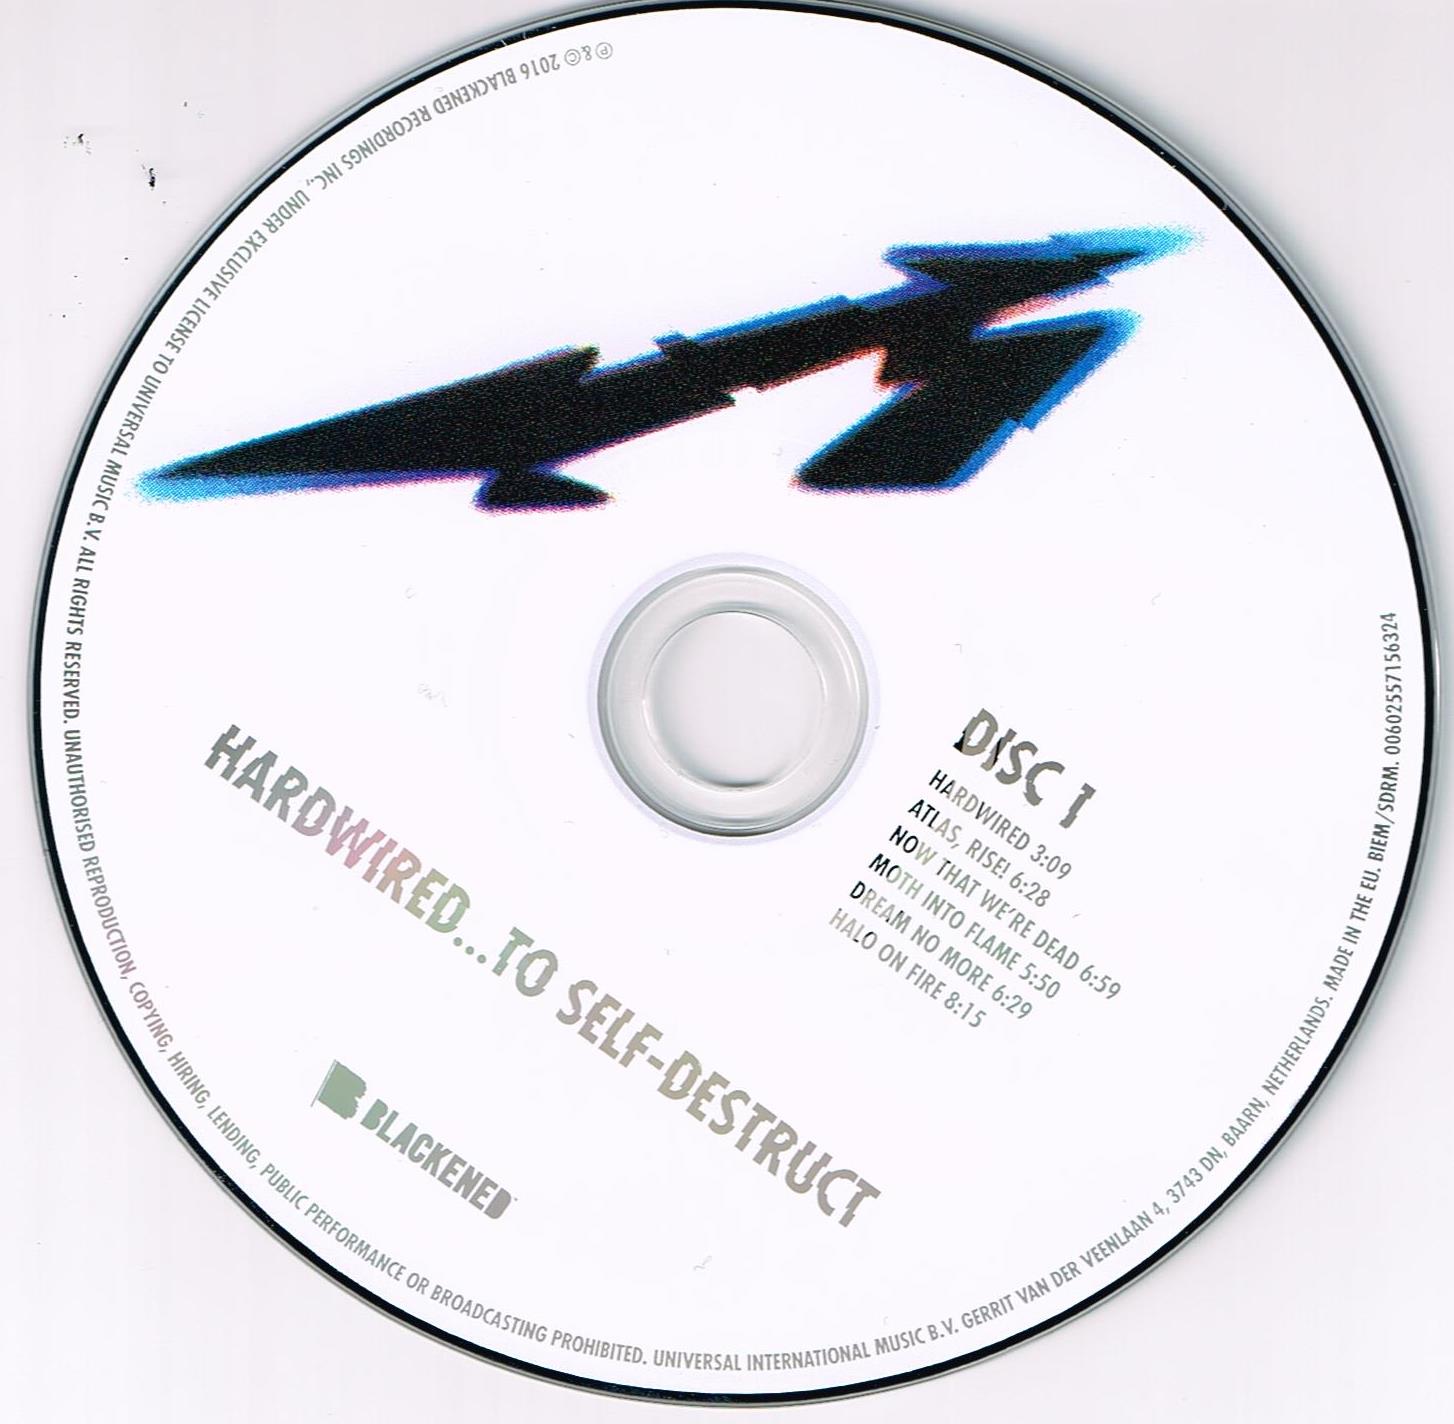 HARDWIRED...TO SELF-DESTRUCT
BLACKENED
DISC 1
HARDWIRED 3:09
ATLAS, RISE! 6:28
NOW THAT WE'RE DEAD 6:59
MOTH INTO FLAME 5:50
DREAM NO MORE 6:29
HALO ON FIRE 8:15
℗&© 2016 BLACKENED RECORDINGS INC., UNDER EXCLUSIVE LICENSE TO UNIVERSAL MUSIC B.V. ALL RIGHTS RESERVED. UNAUTHORISED REPRODUCTION, COPYING, HIRING, LENDING, PUBLIC PERFORMANCE OR BROADCASTING PROHIBITED. UNIVERSAL INTERNATIONAL MUSIC B.V. GERRIT VAN DER VEENLAAN 4, 3743 DN, BAARN, NETHERLANDS. MADE IN THE EU. BIEM/SDRM. 00602557156324